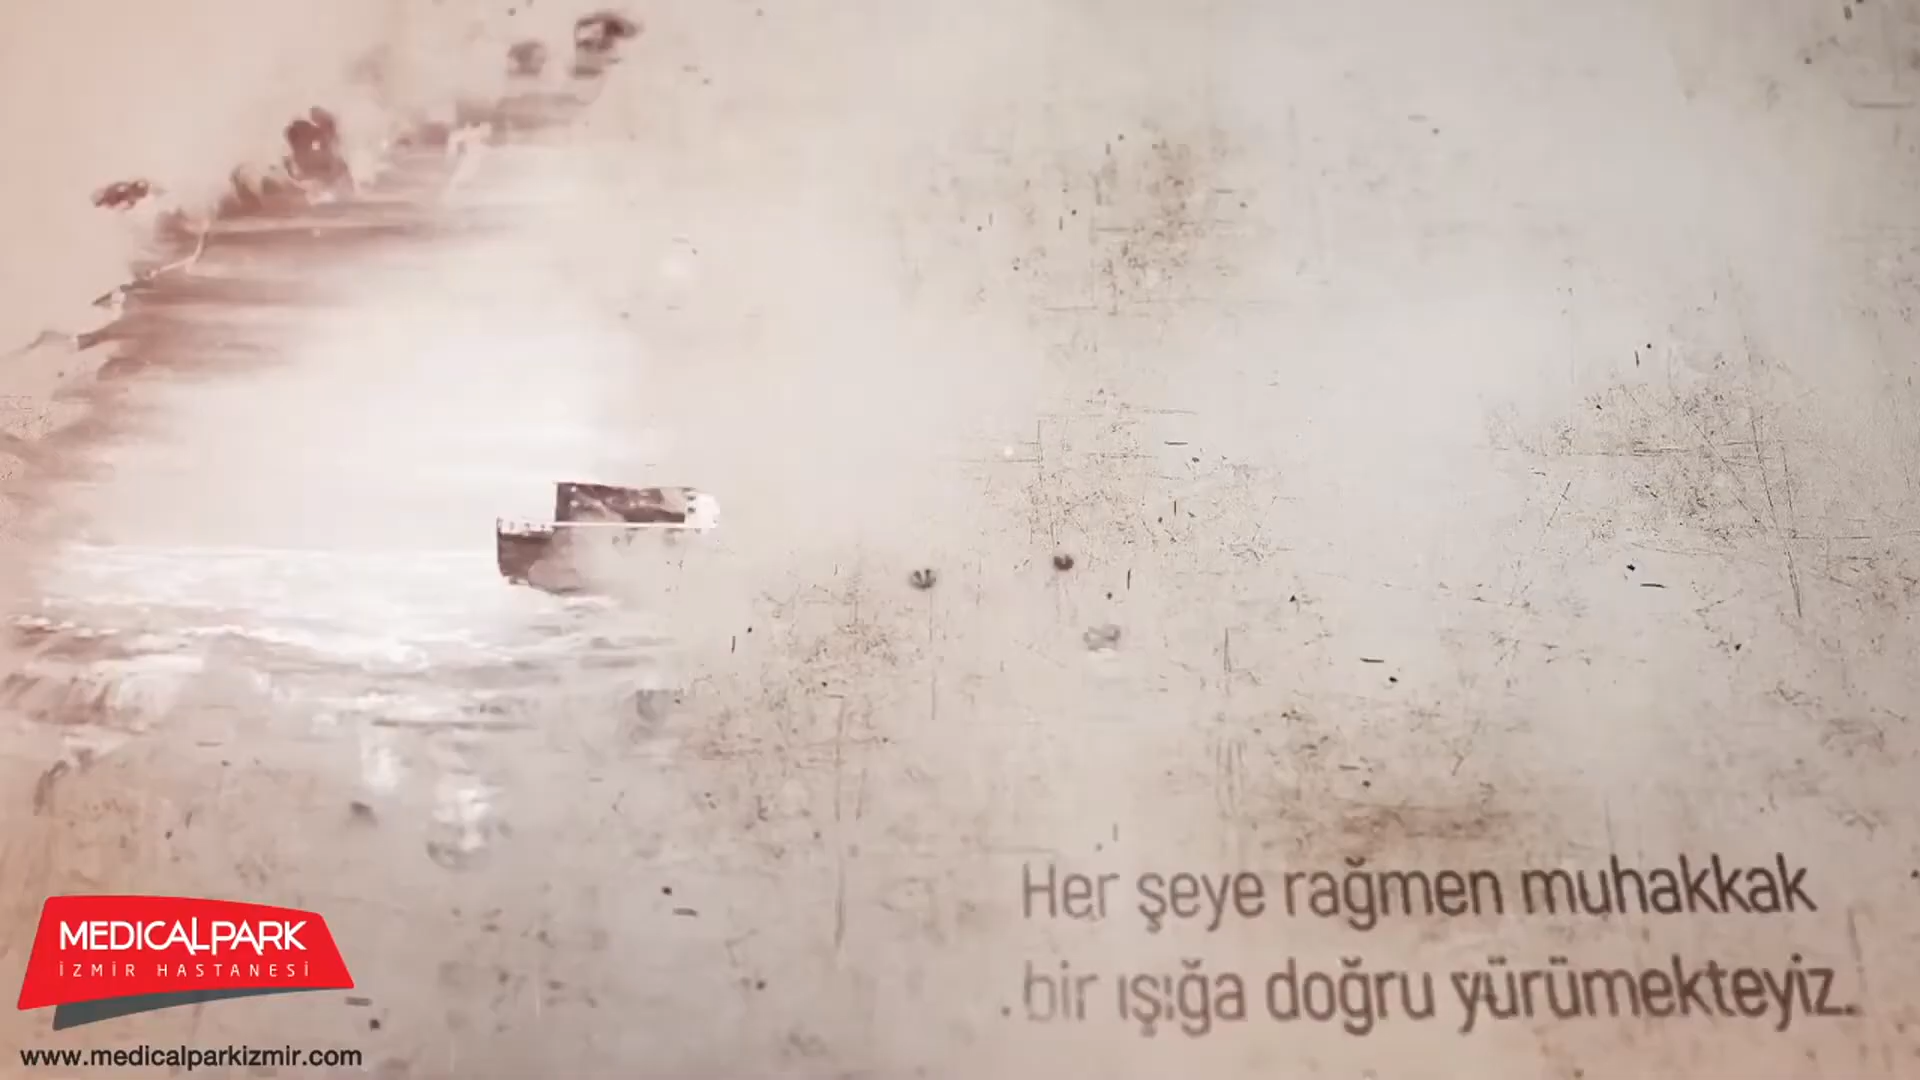 Her şeye rağmen muhakkak
bir ışığa doğru yürümekteyiz.
MEDICALPARK
İZMİR HASTANESİ
www.medicalparkizmir.com